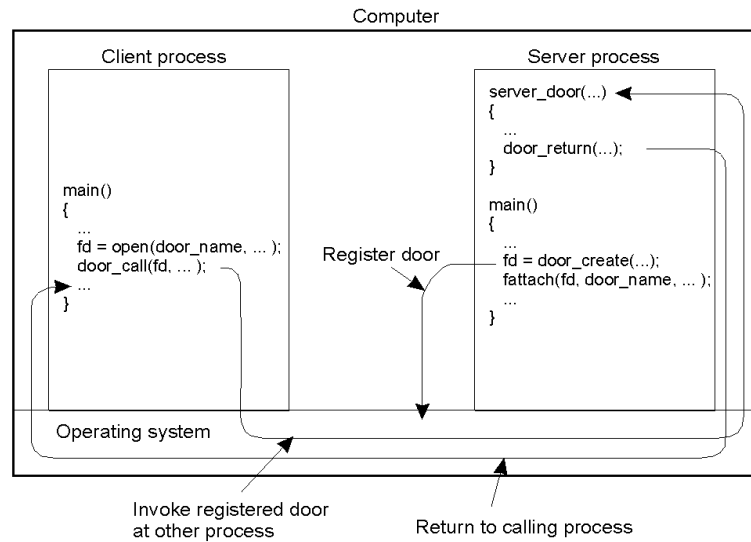 Computer
Client process
main()
{
...
fd = open(door_name, ... );
door_call(fd, ... );
...
}
Server process
server_door(...)
{
...
door_return(...);
}
main()
{
...
fd = door_create(...);
fattach(fd, door_name, ... );
...
}
Register door
Operating system
Invoke registered door
at other process
Return to calling process